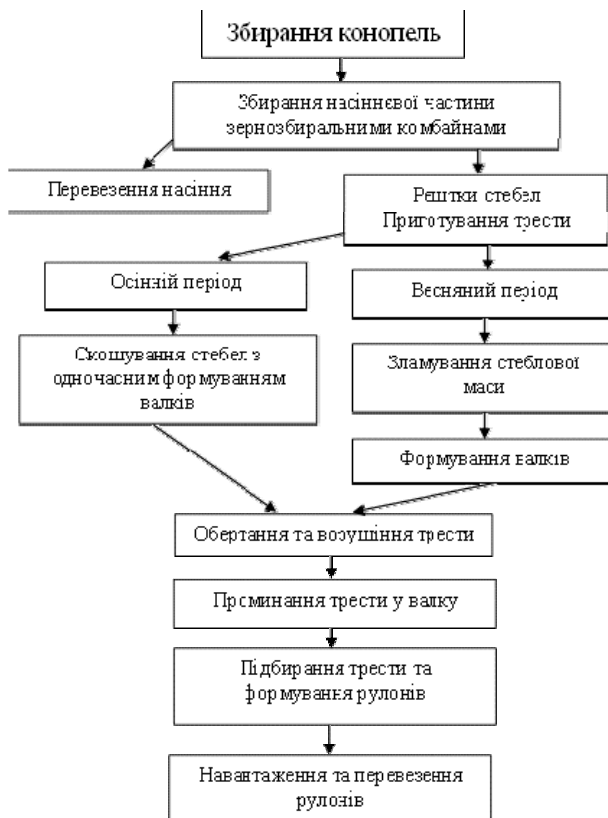 Збирання конопель
Збирання насіннєвої частини
зернозбиральними комбайнами
Перевезення насіння
Рештки стебел
Приготування трести
Осінній період
Весняний період
Скошування стебел з
одночасним формуванням
валків
Зламування стеблової
маси
Формування валків
Обертання та возушіння трести
Проминання трести у валку
Підбирання трести та
формування рулонів
Навантаження та перевезення
рулонів